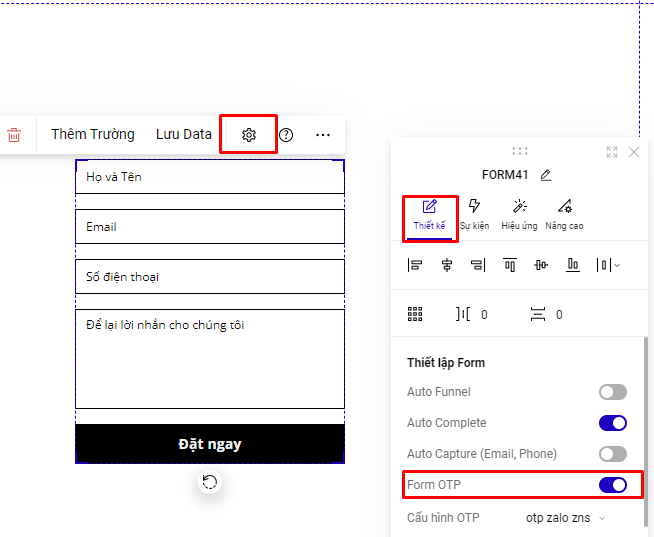 Thêm Trường Lưu Data
Họ và Tên
Email
Số điện thoại
Để lại lời nhắn cho chúng tôi
Đặt ngay
FORM41
Thiết kế Sự kiện Hiệu ứng Nâng cao
0 0
Thiết lập Form
Auto Funnel
Auto Complete
Auto Capture (Email, Phone)
Form OTP
Cấu hình OTP otp zalo zns